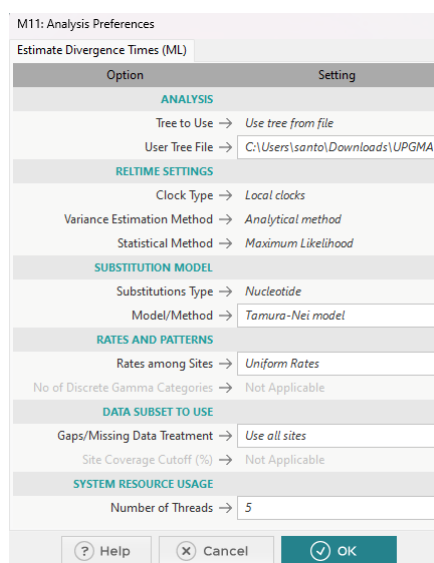 M11: Analysis Preferences
Estimate Divergence Times (ML)
Option Setting
ANALYSIS
Tree to Use → Use tree from file
User Tree File → C:\Users\santo\Downloads\UPGMA
RELTIME SETTINGS
Clock Type → Local clocks
Variance Estimation Method → Analytical method
Statistical Method → Maximum Likelihood
SUBSTITUTION MODEL
Substitutions Type → Nucleotide
Model/Method → Tamura-Nei model
RATES AND PATTERNS
Rates among Sites → Uniform Rates
No of Discrete Gamma Categories → Not Applicable
DATA SUBSET TO USE
Gaps/Missing Data Treatment → Use all sites
Site Coverage Cutoff (%) → Not Applicable
SYSTEM RESOURCE USAGE
Number of Threads → 5
? Help X Cancel ✓ OK